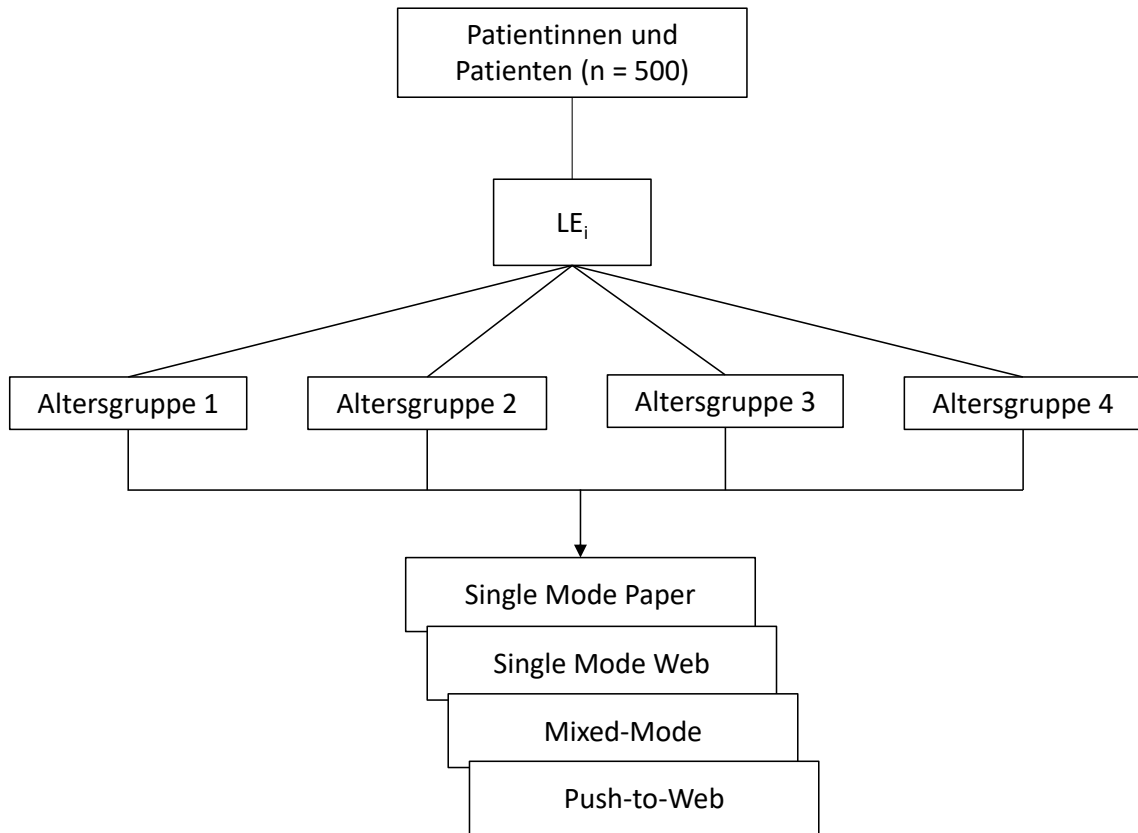 Patientinnen und
Patienten (n = 500)
LEi
Altersgruppe 1
Altersgruppe 2
Altersgruppe 3
Altersgruppe 4
Single Mode Paper
Single Mode Web
Mixed-Mode
Push-to-Web